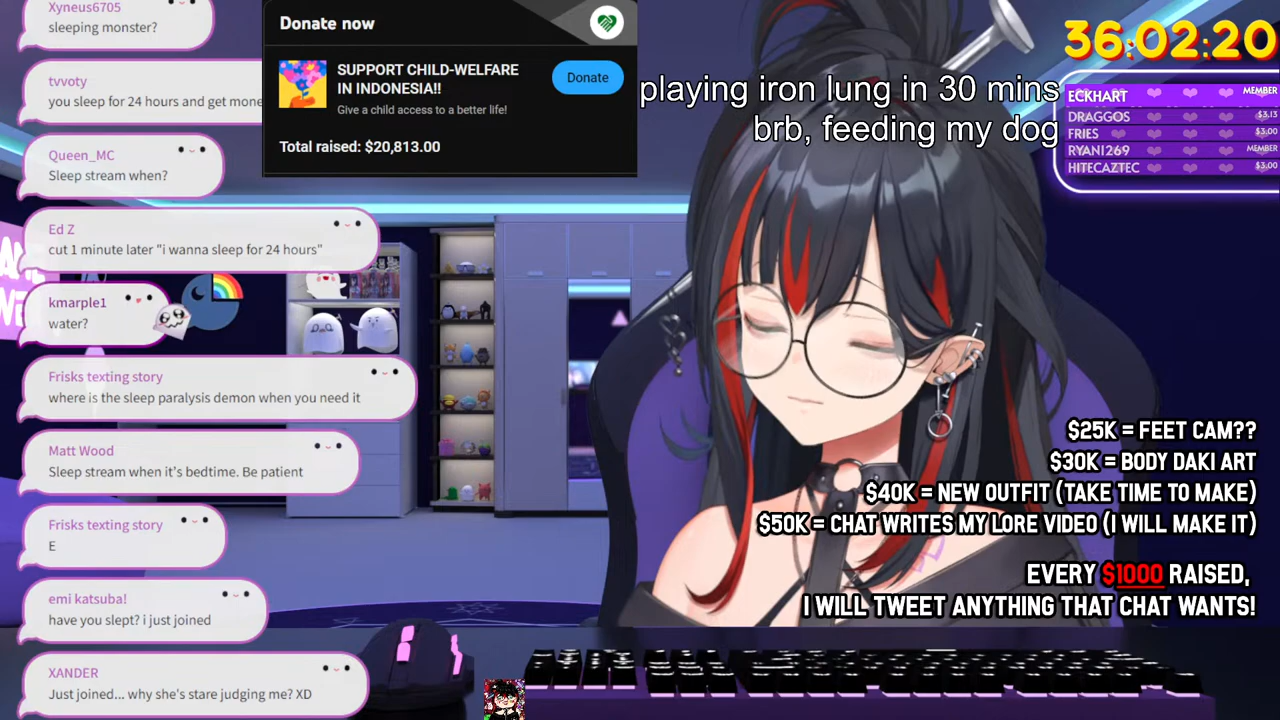 Xyneus6705
sleeping monster?
tvvoty
you sleep for 24 hours and get mone
Queen_MC
Sleep stream when?
Ed Z
cut 1 minute later "i wanna sleep for 24 hours"
kmarple1
water?
Frisks texting story
where is the sleep paralysis demon when you need it
Matt Wood
Sleep stream when it's bedtime. Be patient
Frisks texting story
E
emi katsuba!
have you slept? i just joined
XANDER
Just joined... why she's stare judging me? XD
Donate now
SUPPORT CHILD-WELFARE
IN INDONESIA!!
Give a child access to a better life!
Donate
Total raised: $20,813.00
playing iron lung in 30 mins
brb, feeding my dog
36:02:20
ECKHART MEMBER
DRAGGOS $3.13
FRIES $3.00
RYAN1269 MEMBER
HITECAZTEC $3.00
$25K = FEET CAM??
$30K = BODY DAKI ART
$40K = NEW OUTFIT (TAKE TIME TO MAKE)
$50K = CHAT WRITES MY LORE VIDEO (I WILL MAKE IT)
EVERY $1000 RAISED,
I WILL TWEET ANYTHING THAT CHAT WANTS!